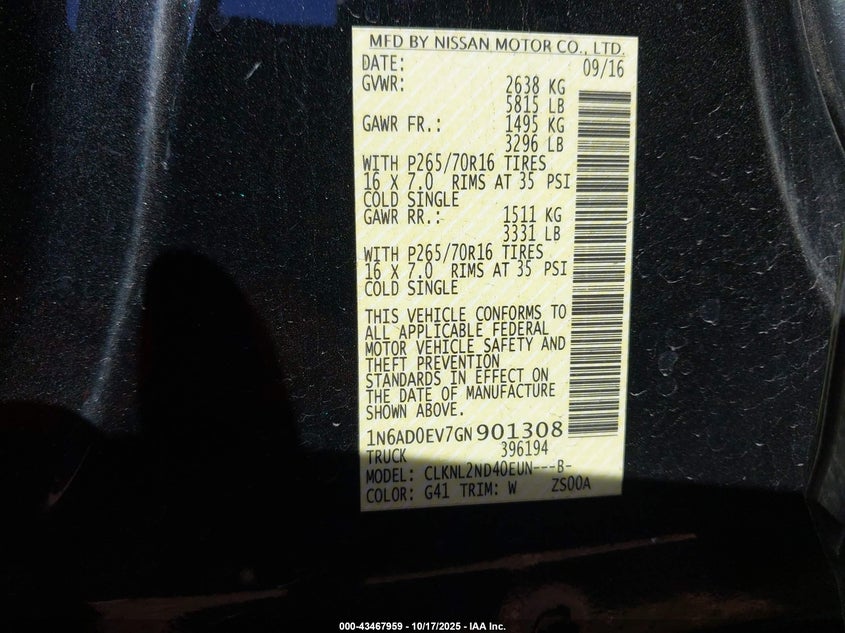 MFD BY NISSAN MOTOR CO., LTD.
DATE: 09/16
GVWR: 2638 KG
5815 LB
GAWR FR.: 1495 KG
3296 LB
WITH P265/70R16 TIRES
16 X 7.0 RIMS AT 35 PSI
COLD SINGLE
GAWR RR.: 1511 KG
3331 LB
WITH P265/70R16 TIRES
16 X 7.0 RIMS AT 35 PSI
COLD SINGLE
THIS VEHICLE CONFORMS TO
ALL APPLICABLE FEDERAL
MOTOR VEHICLE SAFETY AND
THEFT PREVENTION
STANDARDS IN EFFECT ON
THE DATE OF MANUFACTURE
SHOWN ABOVE.
1N6AD0EV7GN901308
TRUCK 396194
MODEL: CLKNL2ND40EUN---B-
COLOR: G41 TRIM: W ZS00A
000-43467959 - 10/17/2025 - IAA Inc.